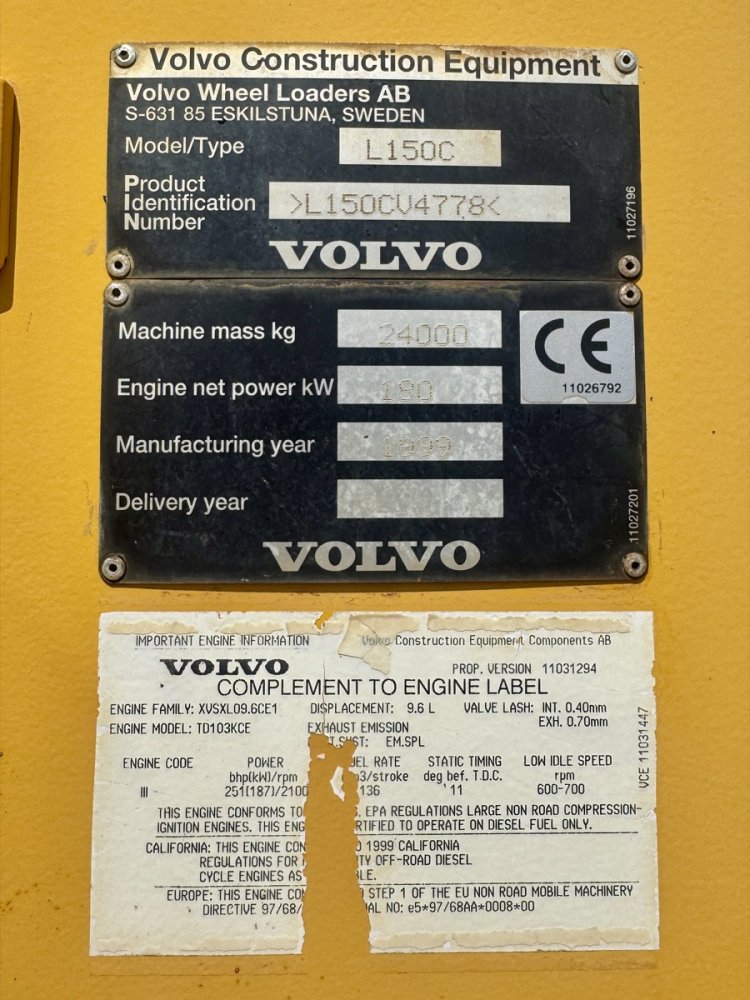 Volvo Construction Equipment
Volvo Wheel Loaders AB
S-631 85 ESKILSTUNA, SWEDEN
Model/Type L150C
Product
Identification >L150CV4778<
Number
11027196
VOLVO
Machine mass kg 24000
CE
11026792
Engine net power kW 180
Manufacturing year 1999
Delivery year
11027201
VOLVO
IMPORTANT ENGINE INFORMATION Volvo Construction Equipment Components AB
VOLVO PROP. VERSION 11031294
COMPLEMENT TO ENGINE LABEL
ENGINE FAMILY: XVSXL09.6CE1 DISPLACEMENT: 9.6 L VALVE LASH: INT. 0.40mm
ENGINE MODEL: TD103KCE EXHAUST EMISSION EXH. 0.70mm
EM.SPL
VCE 11031447
ENGINE CODE POWER RATE STATIC TIMING LOW IDLE SPEED
bhp(kW)/rpm /stroke deg bef. T.D.C. rpm
III 251(187)/2100 136 11 600-700
THIS ENGINE CONFORMS TO EPA REGULATIONS LARGE NON ROAD COMPRESSION-
IGNITION ENGINES. THIS TO OPERATE ON DIESEL FUEL ONLY.
CALIFORNIA: THIS ENGINE 1999 CALIFORNIA
REGULATIONS OFF-ROAD DIESEL
CYCLE ENGINES AS
EUROPE: THIS ENGINE STEP 1 OF THE EU NON ROAD MOBILE MACHINERY
DIRECTIVE 97/68/ NO: e5*97/68AA*0008*00